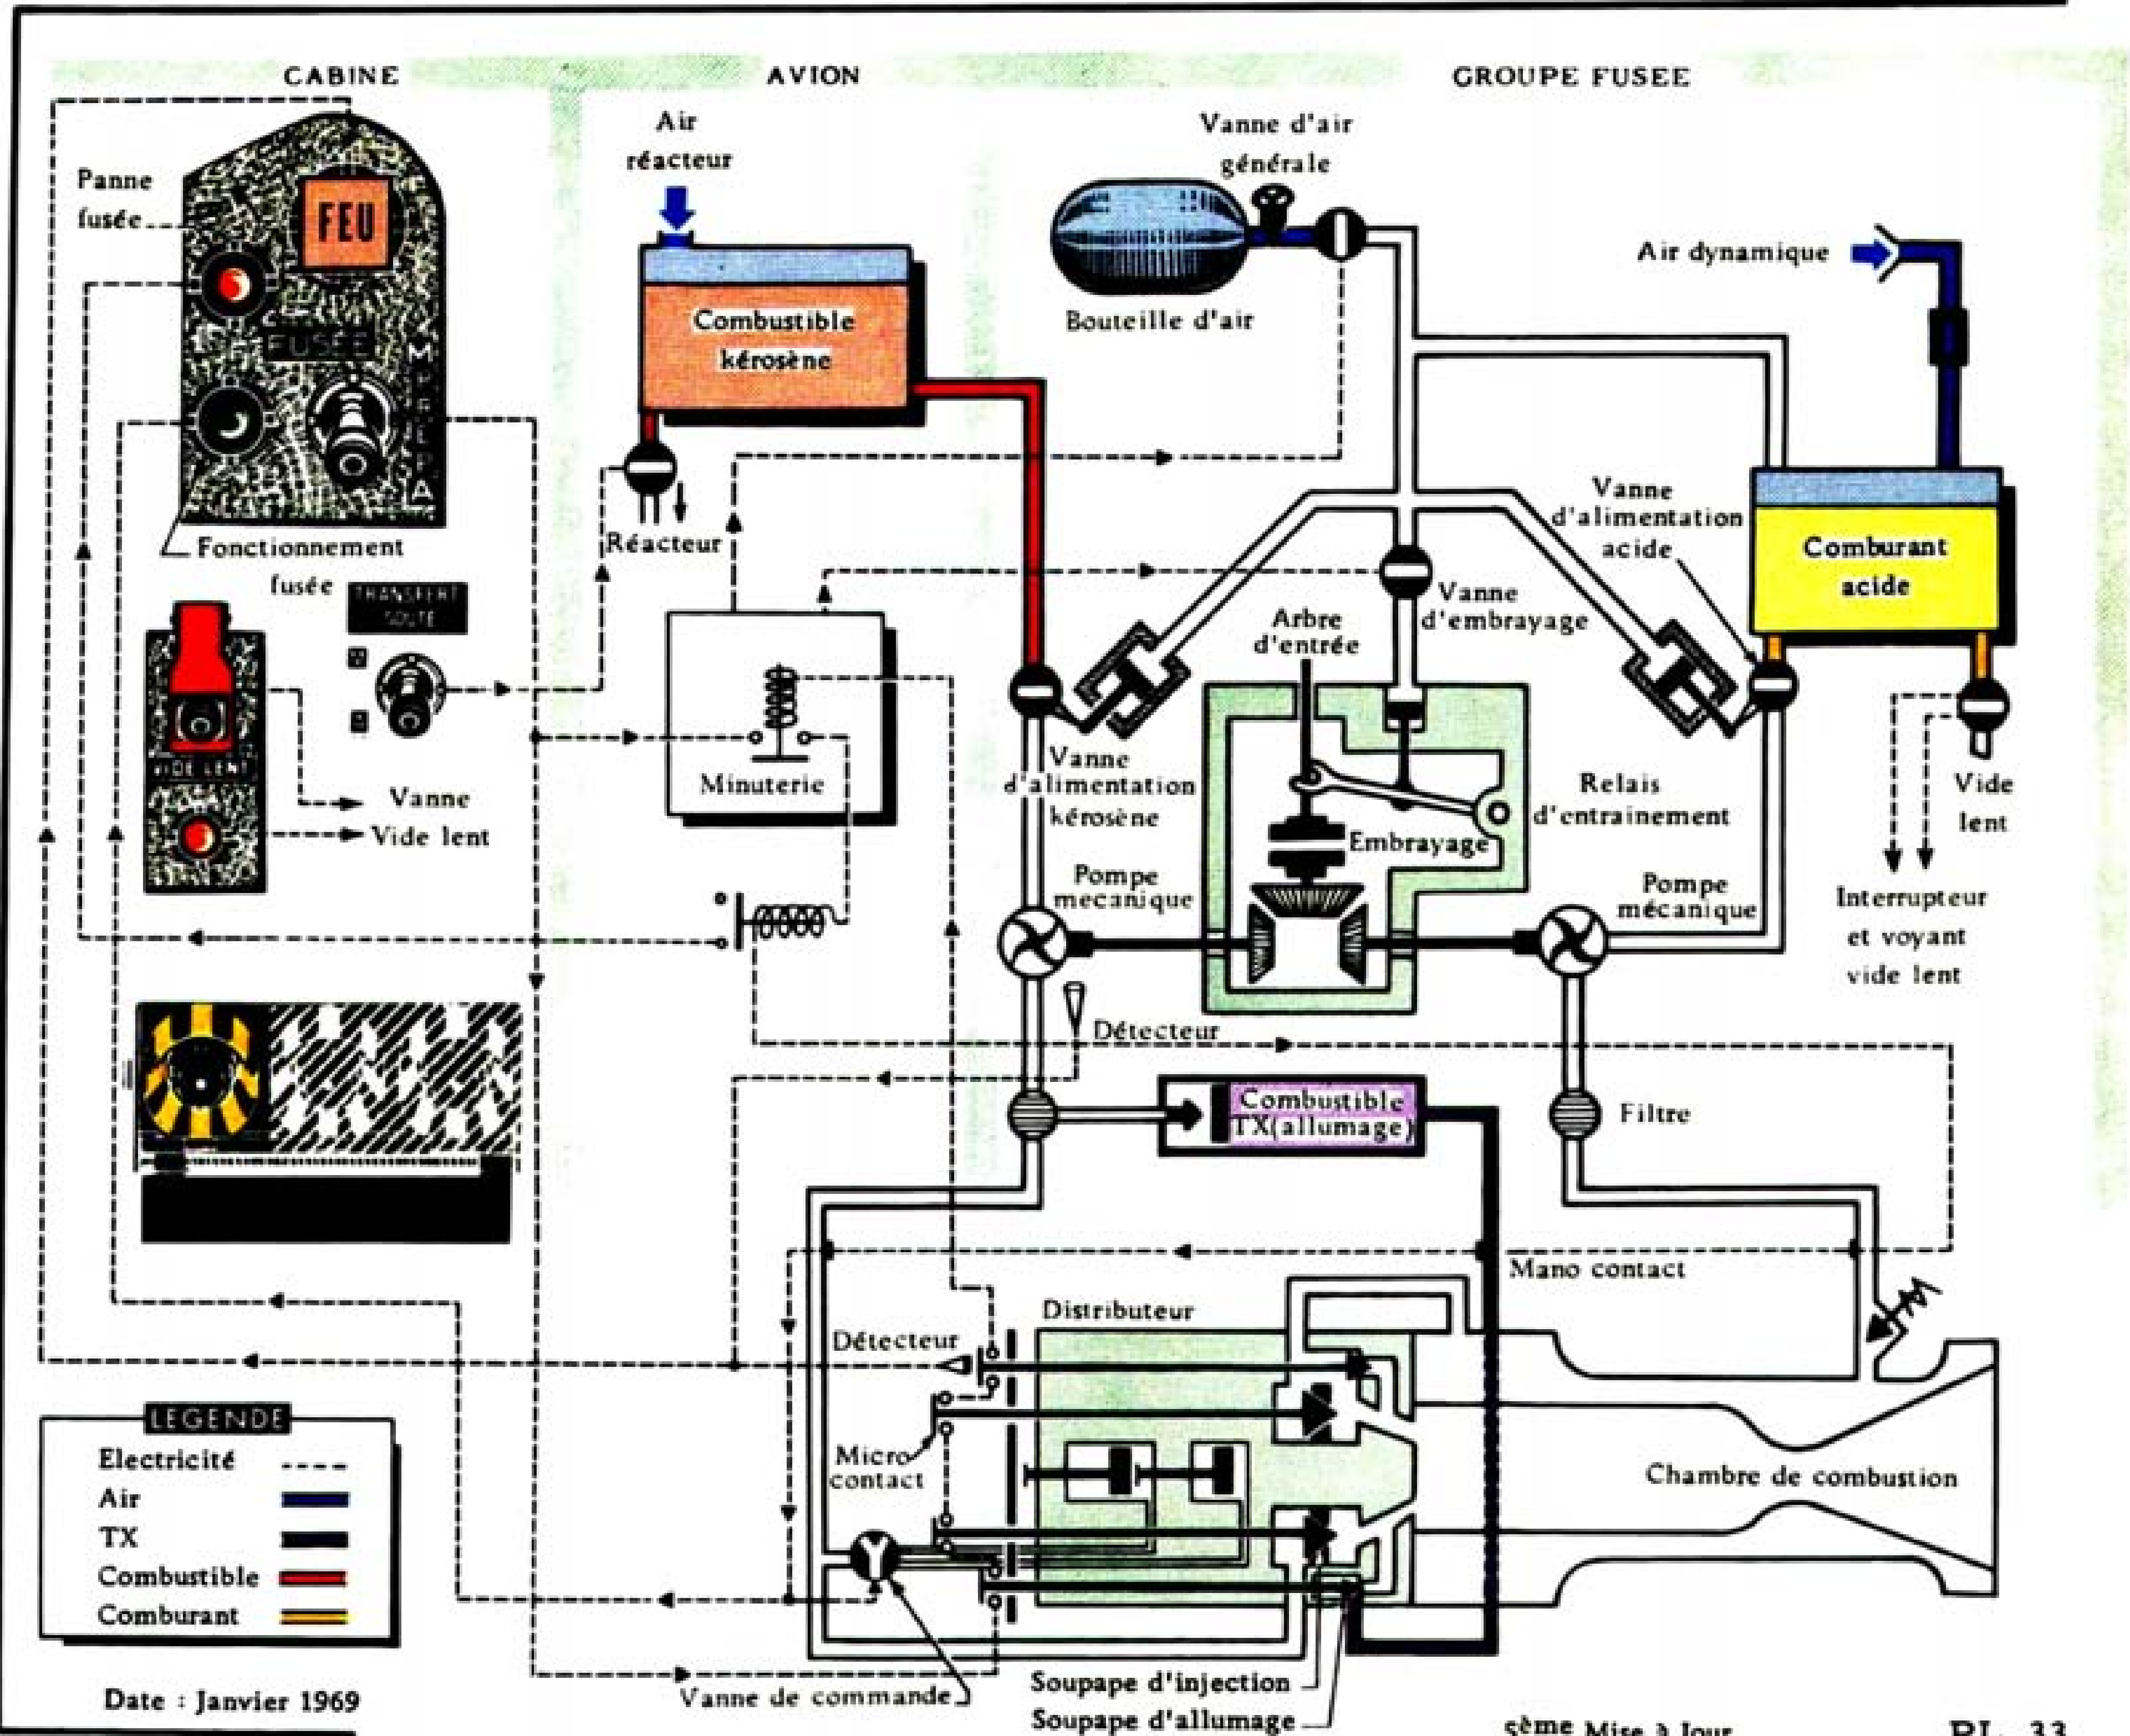 CABINE
AVION
GROUPE FUSEE
Panne
fusée
FEU
FUSEE
M
A
Fonctionnement
fusée
TRANSFERT
SOUTE
VIDE LENT
Vanne
Vide lent
Air
réacteur
Combustible
kérosène
Réacteur
Minuterie
Vanne d'air
générale
Bouteille d'air
Air dynamique
Vanne
d'alimentation
acide
Comburant
acide
Vanne
d'embrayage
Arbre
d'entrée
Vanne
d'alimentation
kérosène
Relais
d'entrainement
Embrayage
Vide
lent
Pompe
mecanique
Pompe
mécanique
Interrupteur
et voyant
vide lent
Détecteur
Combustible
TX(allumage)
Filtre
Mano contact
Distributeur
Détecteur
Micro
contact
Chambre de combustion
LEGENDE
Electricité
Air
TX
Combustible
Comburant
Vanne de commande
Soupape d'injection
Soupape d'allumage
Date : Janvier 1969
5ème Mise à Jour
PL. 33